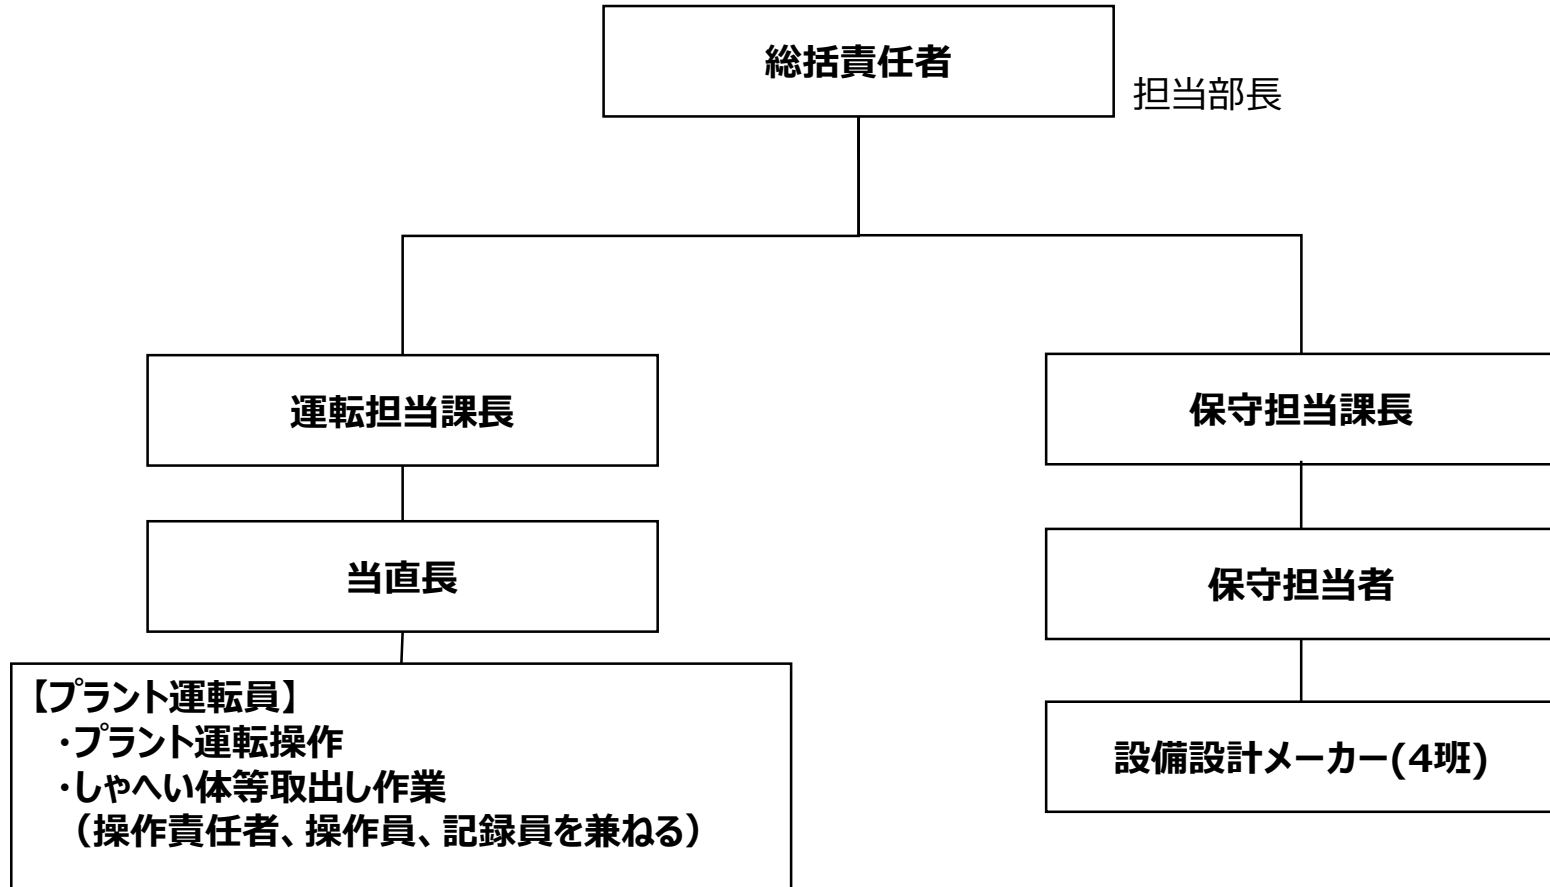 総括責任者
担当部長
運転担当課長
保守担当課長
当直長
保守担当者
【プラント運転員】
・プラント運転操作
・しゃへい体等取出し作業
（操作責任者、操作員、記録員を兼ねる）
設備設計メーカー(4班)